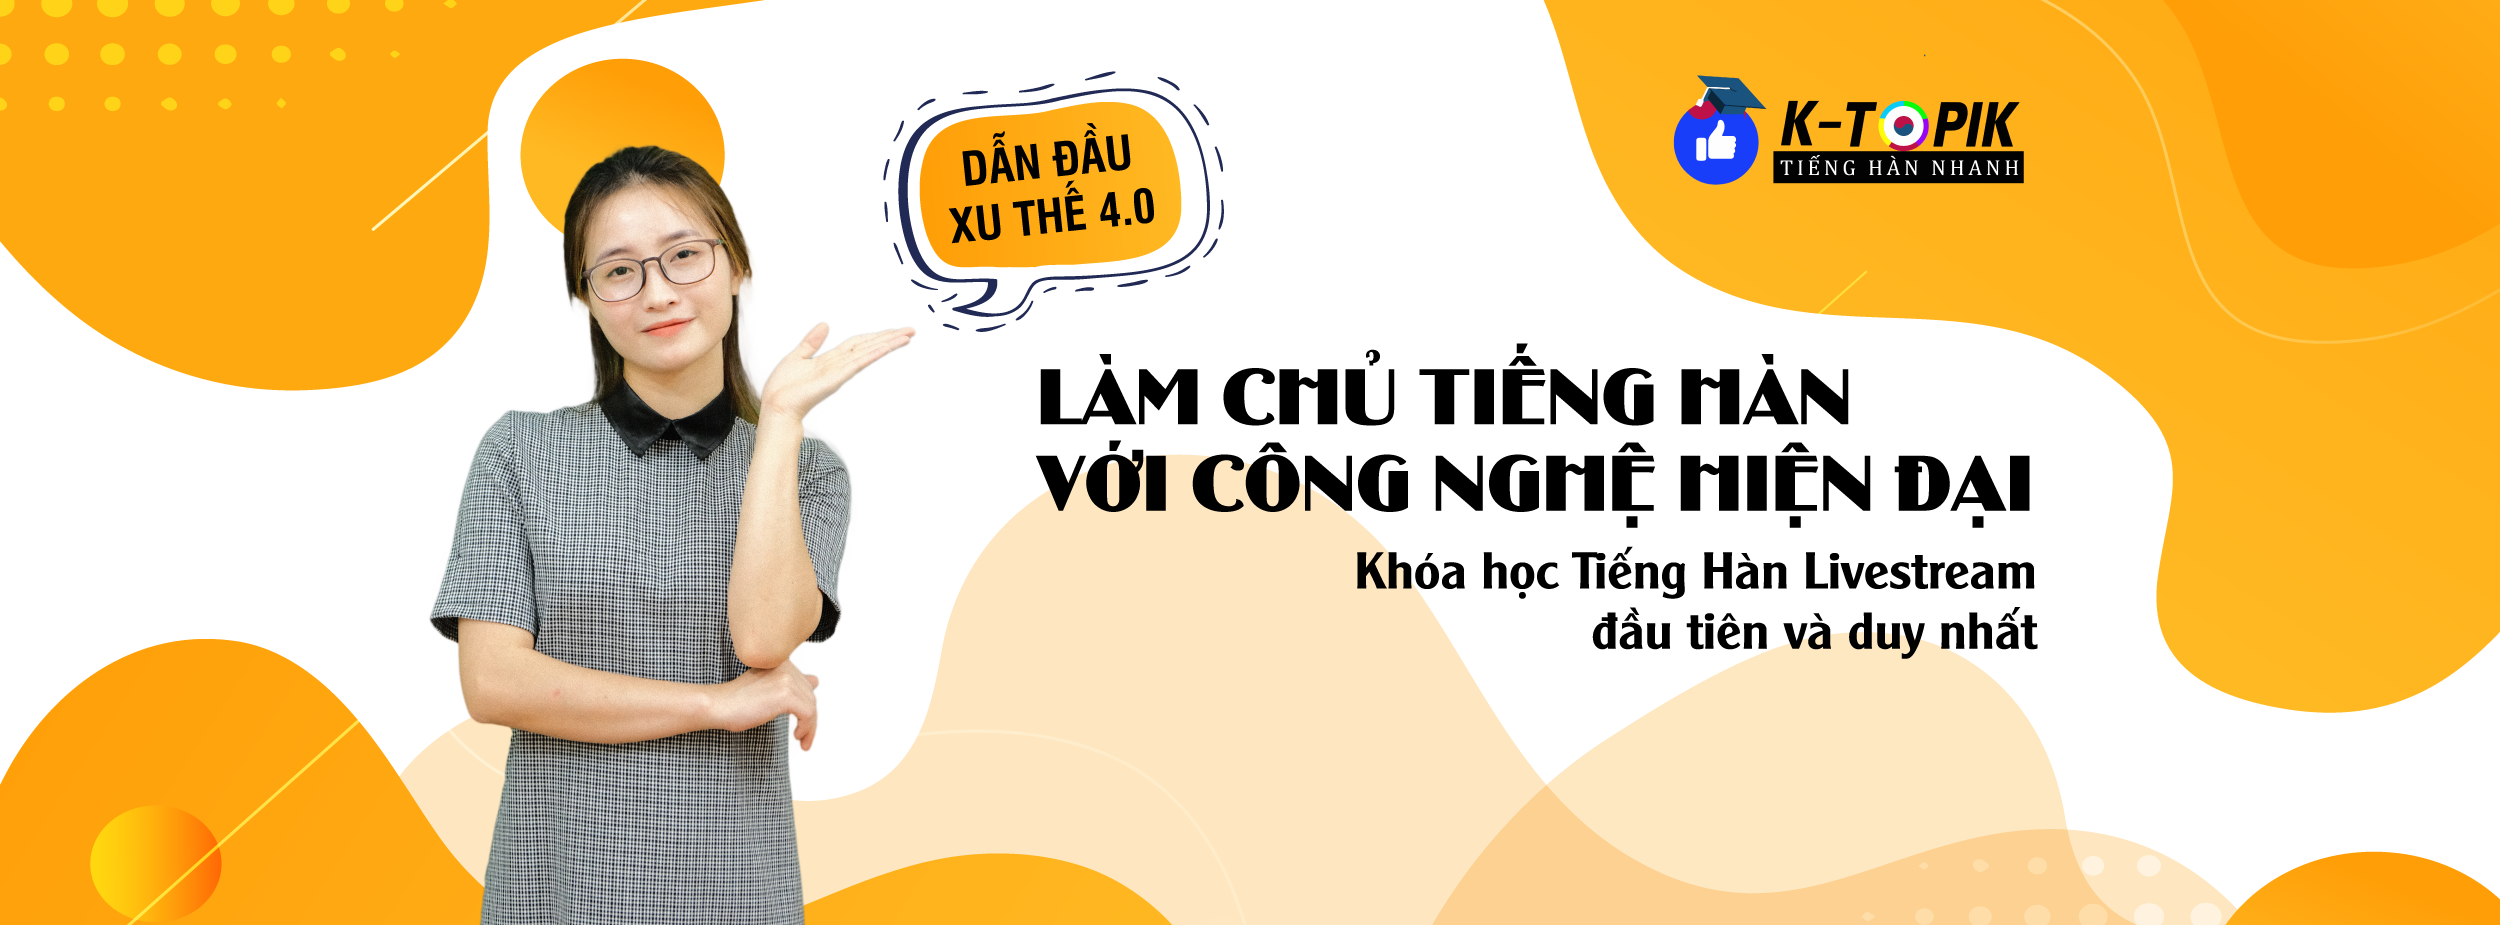 DẪN ĐẦU
XU THẾ 4.0
K-TOPIK
TIẾNG HÀN NHANH
LÀM CHỦ TIẾNG HÀN
VỚI CÔNG NGHỆ HIỆN ĐẠI
Khóa học Tiếng Hàn Livestream
đầu tiên và duy nhất